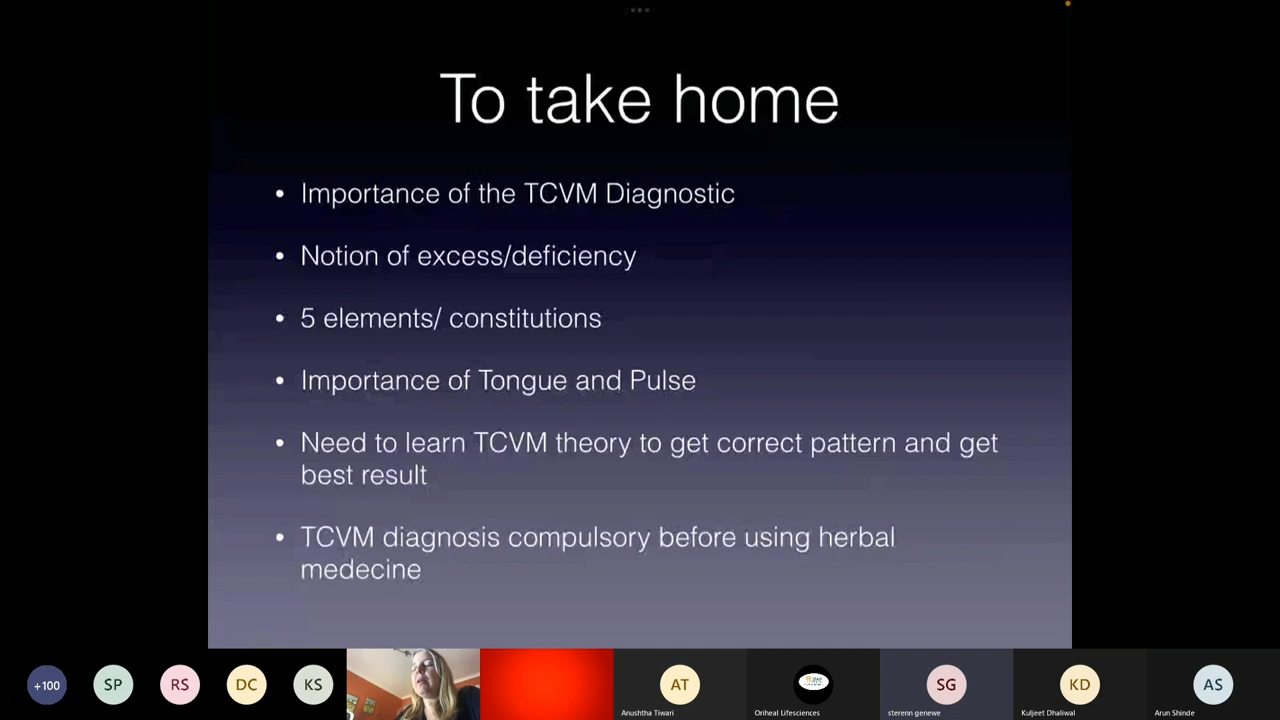 To take home
• Importance of the TCVM Diagnostic
• Notion of excess/deficiency
• 5 elements/ constitutions
• Importance of Tongue and Pulse
• Need to learn TCVM theory to get correct pattern and get
best result
• TCVM diagnosis compulsory before using herbal
medecine
+100 SP RS DC KS AT SG KD AS
Anushtha Tiwari Oriheal Lifesciences sterenn genewe Kuljeet Dhaliwal Arun Shinde